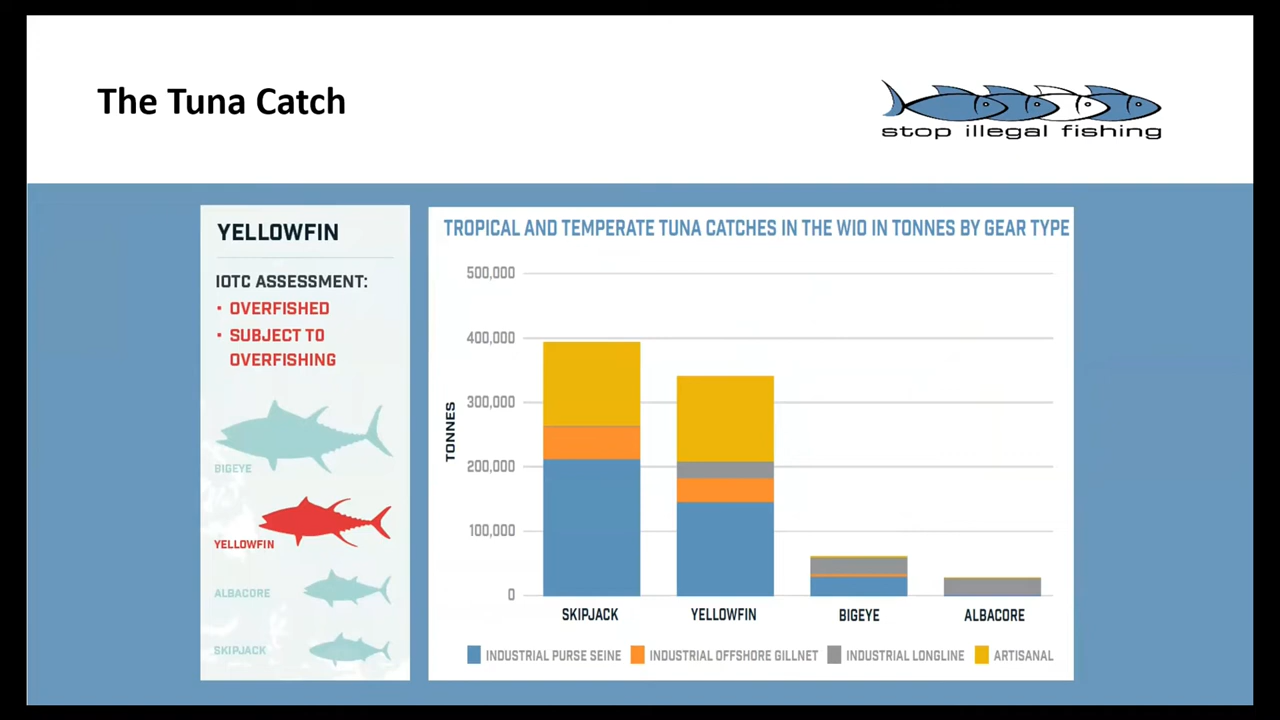 The Tuna Catch
stop illegal fishing
YELLOWFIN
IOTC ASSESSMENT:
• OVERFISHED
• SUBJECT TO
OVERFISHING
BIGEYE
YELLOWFIN
ALBACORE
SKIPJACK
TROPICAL AND TEMPERATE TUNA CATCHES IN THE WIO IN TONNES BY GEAR TYPE
TONNES
500,000
400,000
300,000
200,000
100,000
0
SKIPJACK YELLOWFIN BIGEYE ALBACORE
INDUSTRIAL PURSE SEINE INDUSTRIAL OFFSHORE GILLNET INDUSTRIAL LONGLINE ARTISANAL